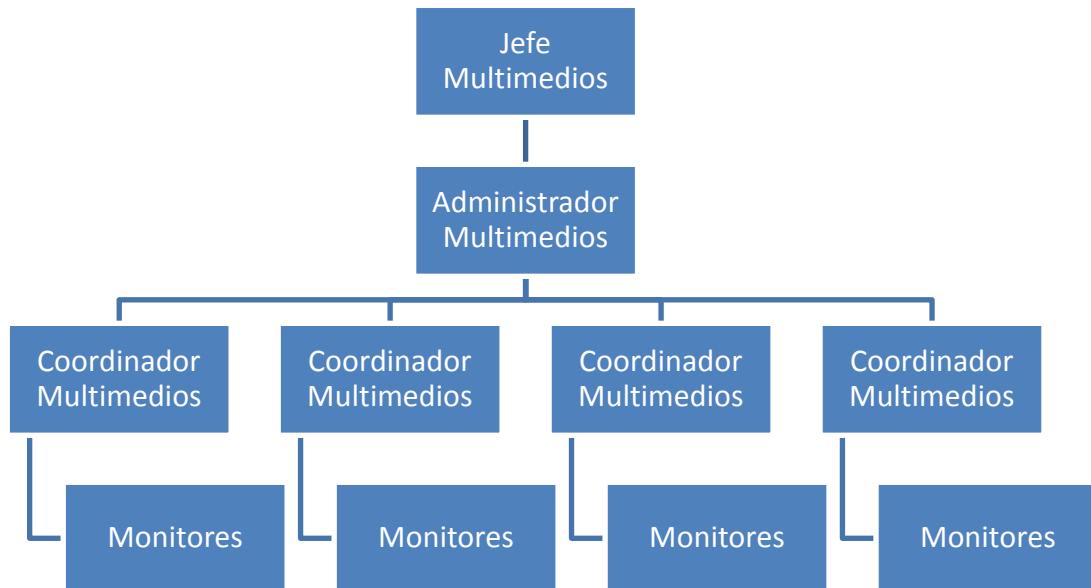 Jefe
Multimedios
Administrador
Multimedios
Coordinador
Multimedios
Coordinador
Multimedios
Coordinador
Multimedios
Coordinador
Multimedios
Monitores
Monitores
Monitores
Monitores